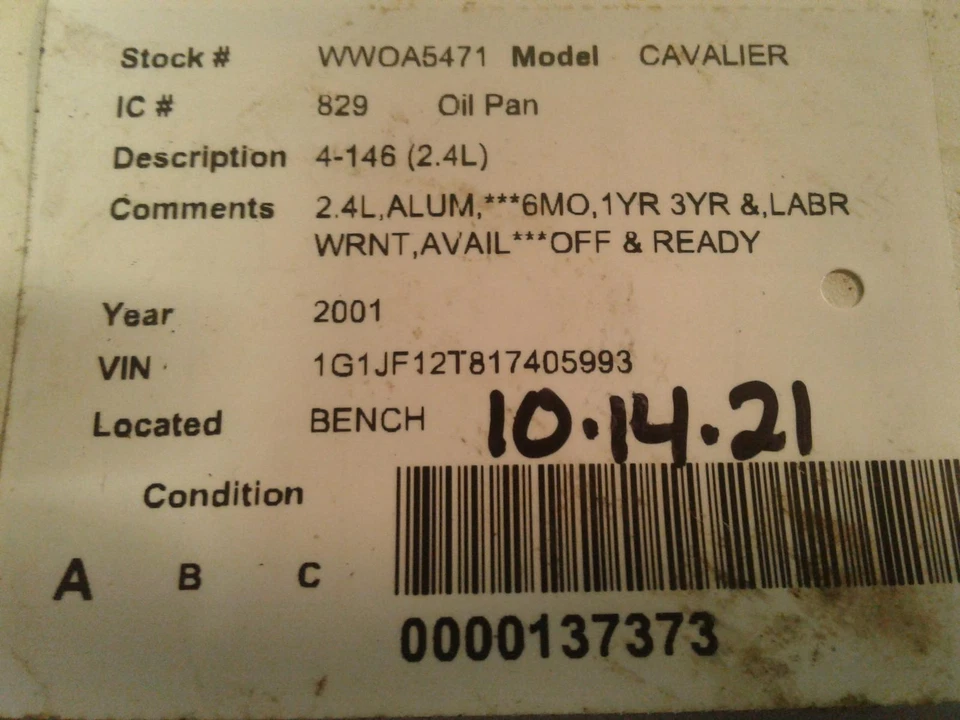 Stock # WWOA5471 Model CAVALIER
IC # 829 Oil Pan
Description 4-146 (2.4L)
Comments 2.4L,ALUM,***6MO,1YR 3YR &,LABR
WRNT,AVAIL***OFF & READY
Year 2001
VIN 1G1JF12T817405993
Located BENCH 10.14.21
Condition
A B C
0000137373